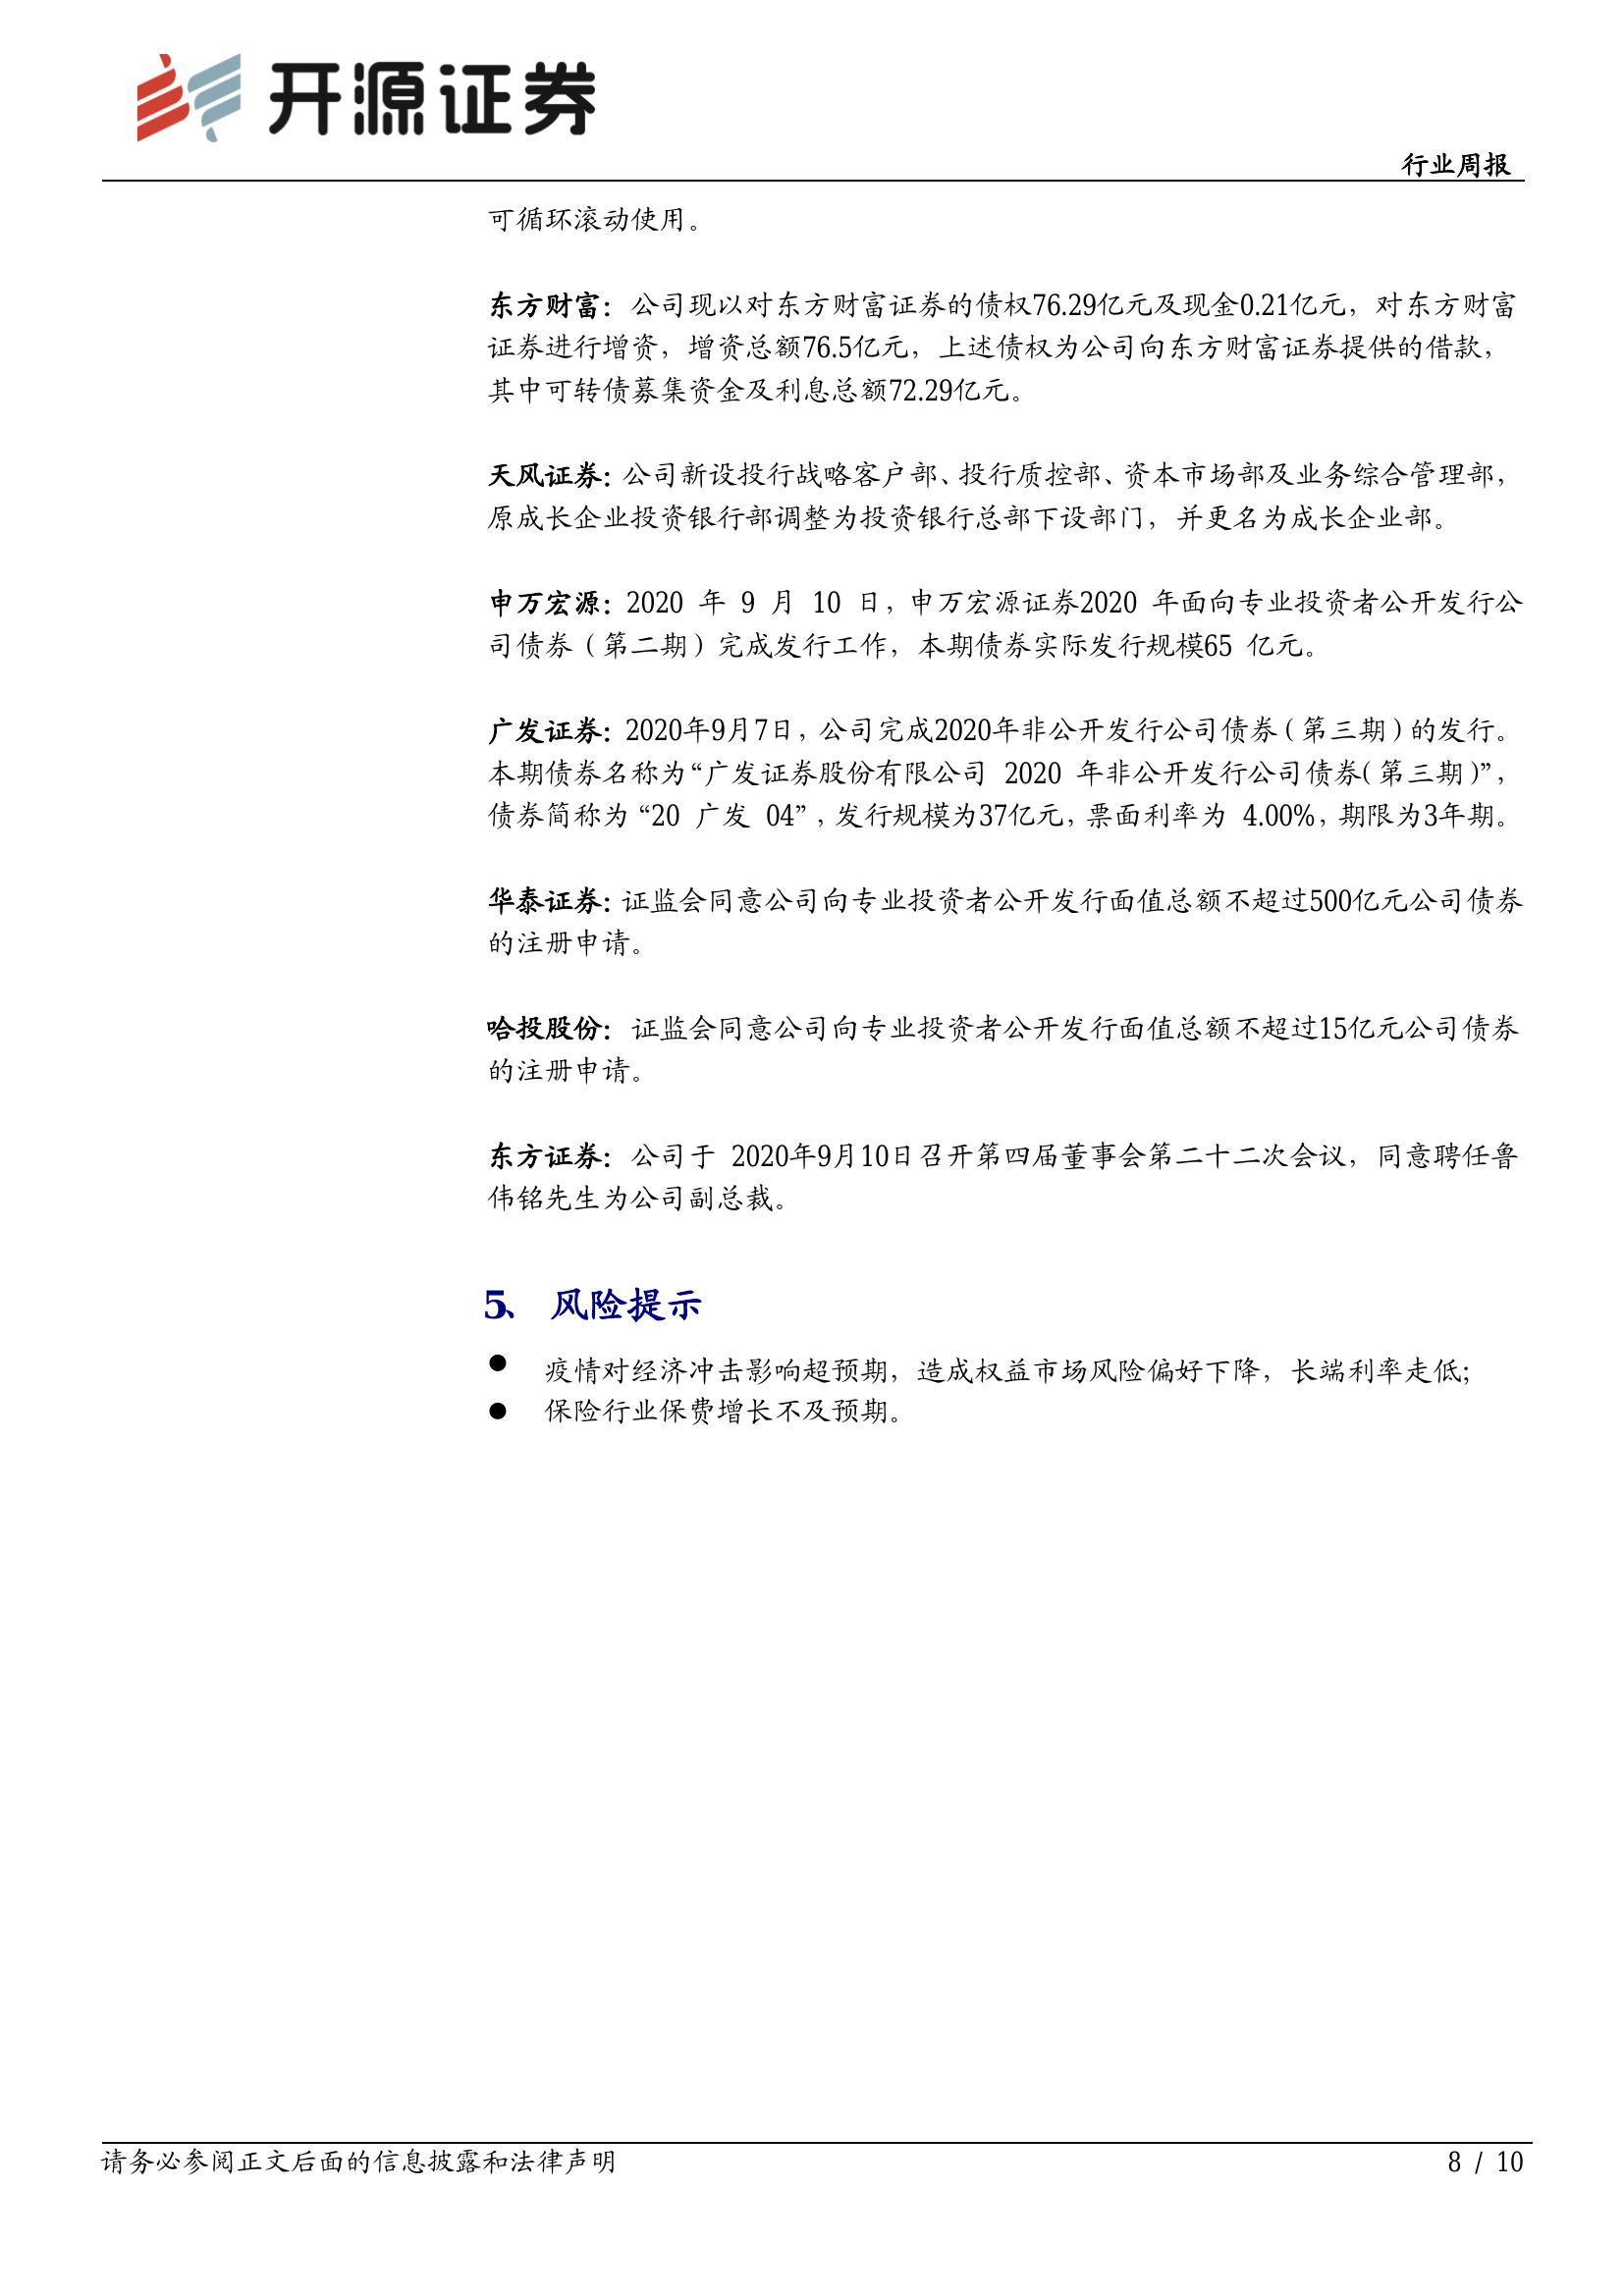 开源证券
行业周报
可循环滚动使用。
东方财富：公司现以对东方财富证券的债权76.29亿元及现金0.21亿元，对东方财富
证券进行增资，增资总额76.5亿元，上述债权为公司向东方财富证券提供的借款，
其中可转债募集资金及利息总额72.29亿元。
天风证券：公司新设投行战略客户部、投行质控部、资本市场部及业务综合管理部，
原成长企业投资银行部调整为投资银行总部下设部门，并更名为成长企业部。
申万宏源：2020 年 9 月 10 日，申万宏源证券2020 年面向专业投资者公开发行公
司债券（第二期）完成发行工作，本期债券实际发行规模65 亿元。
广发证券：2020年9月7日，公司完成2020年非公开发行公司债券（第三期）的发行。
本期债券名称为“广发证券股份有限公司 2020 年非公开发行公司债券(第三期)”，
债券简称为 “20 广发 04”，发行规模为37亿元，票面利率为 4.00%，期限为3年期。
华泰证券：证监会同意公司向专业投资者公开发行面值总额不超过500亿元公司债券
的注册申请。
哈投股份：证监会同意公司向专业投资者公开发行面值总额不超过15亿元公司债券
的注册申请。
东方证券：公司于 2020年9月10日召开第四届董事会第二十二次会议，同意聘任鲁
伟铭先生为公司副总裁。
5、 风险提示
● 疫情对经济冲击影响超预期，造成权益市场风险偏好下降，长端利率走低；
● 保险行业保费增长不及预期。
请务必参阅正文后面的信息披露和法律声明
8 / 10